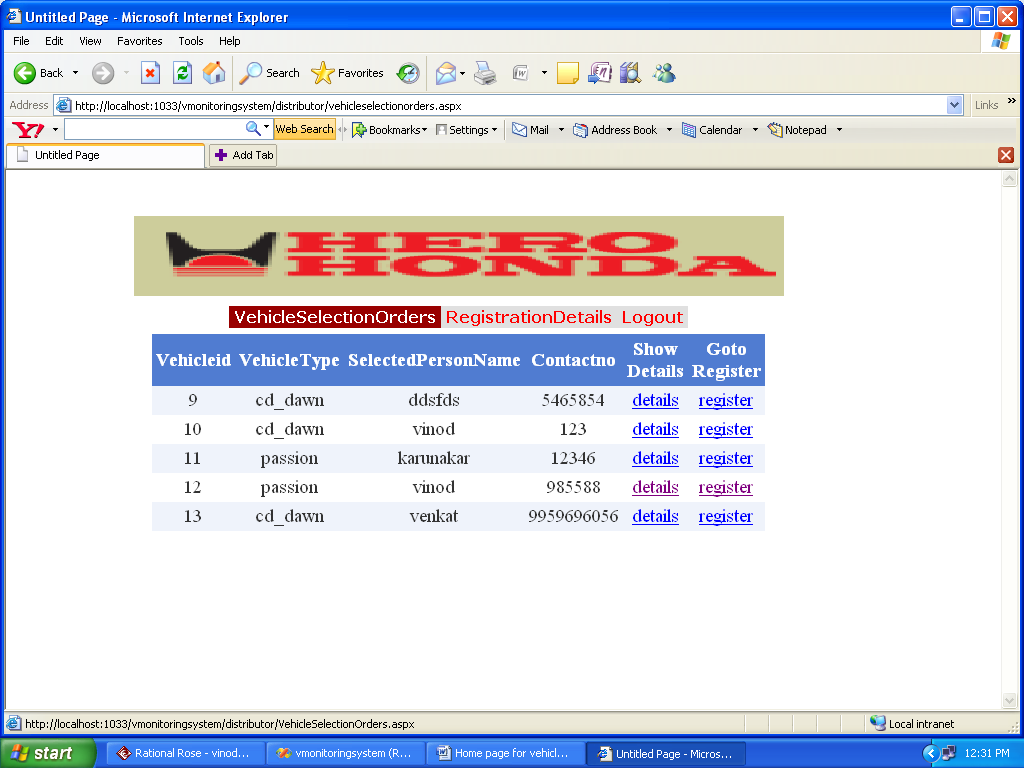 Untitled Page - Microsoft Internet Explorer
File Edit View Favorites Tools Help
Back Search Favorites
Address http://localhost:1033/vmonitoringsystem/distributor/vehicleselectionorders.aspx Links »
Y! Web Search Bookmarks Settings Mail Address Book Calendar Notepad
Untitled Page Add Tab
HERO
HONDA
VehicleSelectionOrders RegistrationDetails Logout
Vehicleid VehicleType SelectedPersonName Contactno Show Details Goto Register
9 cd_dawn ddsfds 5465854 details register
10 cd_dawn vinod 123 details register
11 passion karunakar 12346 details register
12 passion vinod 985588 details register
13 cd_dawn venkat 9959696056 details register
http://localhost:1033/vmonitoringsystem/distributor/VehicleSelectionOrders.aspx Local intranet
start Rational Rose - vinod... vmonitoringsystem (R... Home page for vehicl... Untitled Page - Micros... 12:31 PM